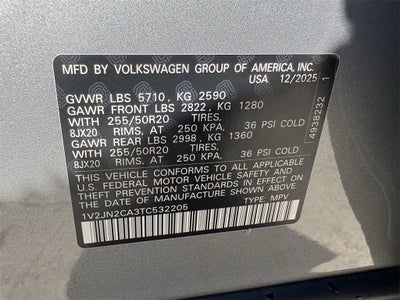 MFD BY VOLKSWAGEN GROUP OF AMERICA, INC.
USA 12/2025
GVWR LBS 5710, KG 2590
GAWR FRONT LBS 2822, KG 1280
WITH 255/50R20 TIRES,
8JX20 RIMS, AT 250 KPA, 36 PSI COLD
GAWR REAR LBS 2998, KG 1360
WITH 255/50R20 TIRES,
8JX20 RIMS, AT 250 KPA, 36 PSI COLD
THIS VEHICLE CONFORMS TO ALL APPLICABLE
U.S. FEDERAL MOTOR VEHICLE SAFETY AND
THEFT PREVENTION STANDARDS IN EFFECT ON THE
DATE OF MANUFACTURE SHOWN ABOVE.
1V2JN2CA3TC532205 TYPE: MPV
4938232 1